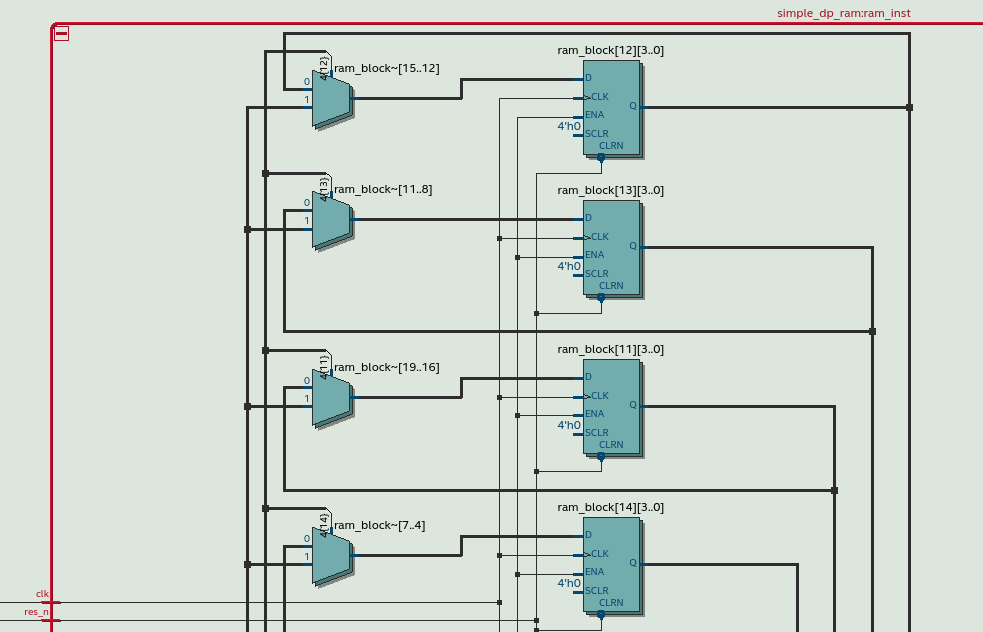 simple_dp_ram:ram_inst
ram_block[12][3..0]
4{12}
ram_block~[15..12]
0
1
D
CLK
ENA
4'h0
SCLR
CLRN
Q
ram_block[13][3..0]
4{13}
ram_block~[11..8]
0
1
D
CLK
ENA
4'h0
SCLR
CLRN
Q
ram_block[11][3..0]
4{11}
ram_block~[19..16]
0
1
D
CLK
ENA
4'h0
SCLR
CLRN
Q
ram_block[14][3..0]
4{14}
ram_block~[7..4]
0
1
D
CLK
ENA
4'h0
SCLR
CLRN
Q
clk
res_n